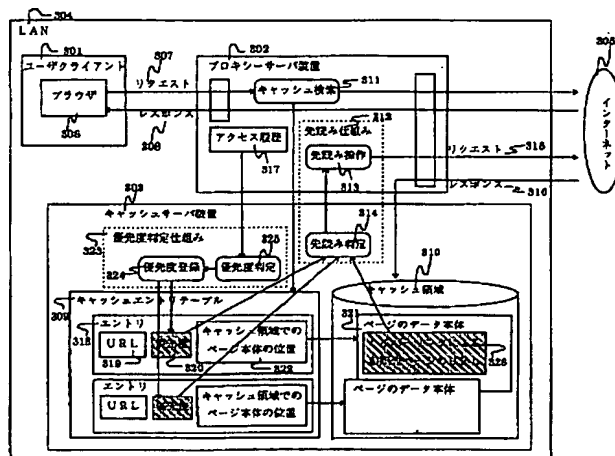 304
LAN
301
ユーザクライアント
307
302
プロキシーサーバ装置
305
ブラウザ
306
リクエスト
レスポンス
308
キャッシュ検索
311
インターネット
アクセス履歴
317
先読み仕組み
312
先読み操作
313
リクエスト
315
レスポンス
316
303
キャッシュサーバ装置
323
優先度判定仕組み
325
324
優先度登録
優先度判定
先読み判定
314
310
キャッシュ領域
309
キャッシュエントリテーブル
318
エントリ
URL
319
320
キャッシュ領域での
ページ本体の位置
322
エントリ
URL
キャッシュ領域での
ページ本体の位置
321
ページのデータ本体
326
ページのデータ本体